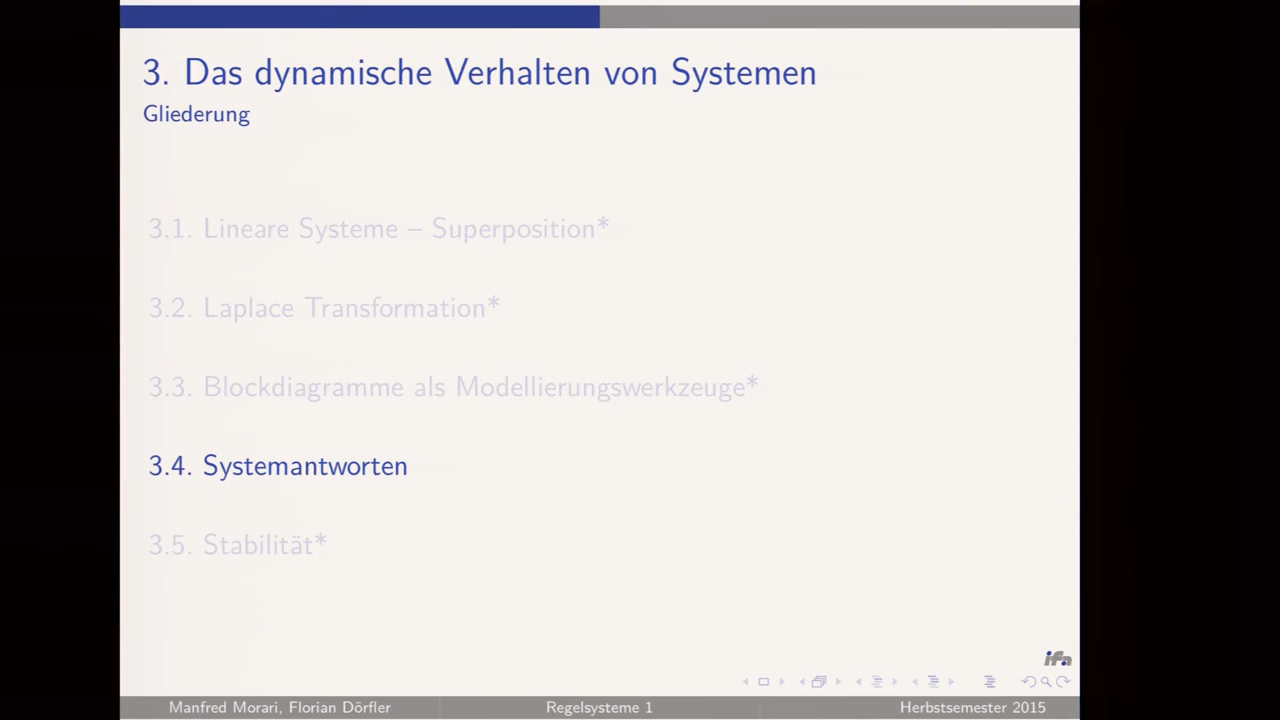 3. Das dynamische Verhalten von Systemen
Gliederung
3.1. Lineare Systeme – Superposition*
3.2. Laplace Transformation*
3.3. Blockdiagramme als Modellierungswerkzeuge*
3.4. Systemantworten
3.5. Stabilität*
ifa
Manfred Morari, Florian Dörfler
Regelsysteme 1
Herbstsemester 2015